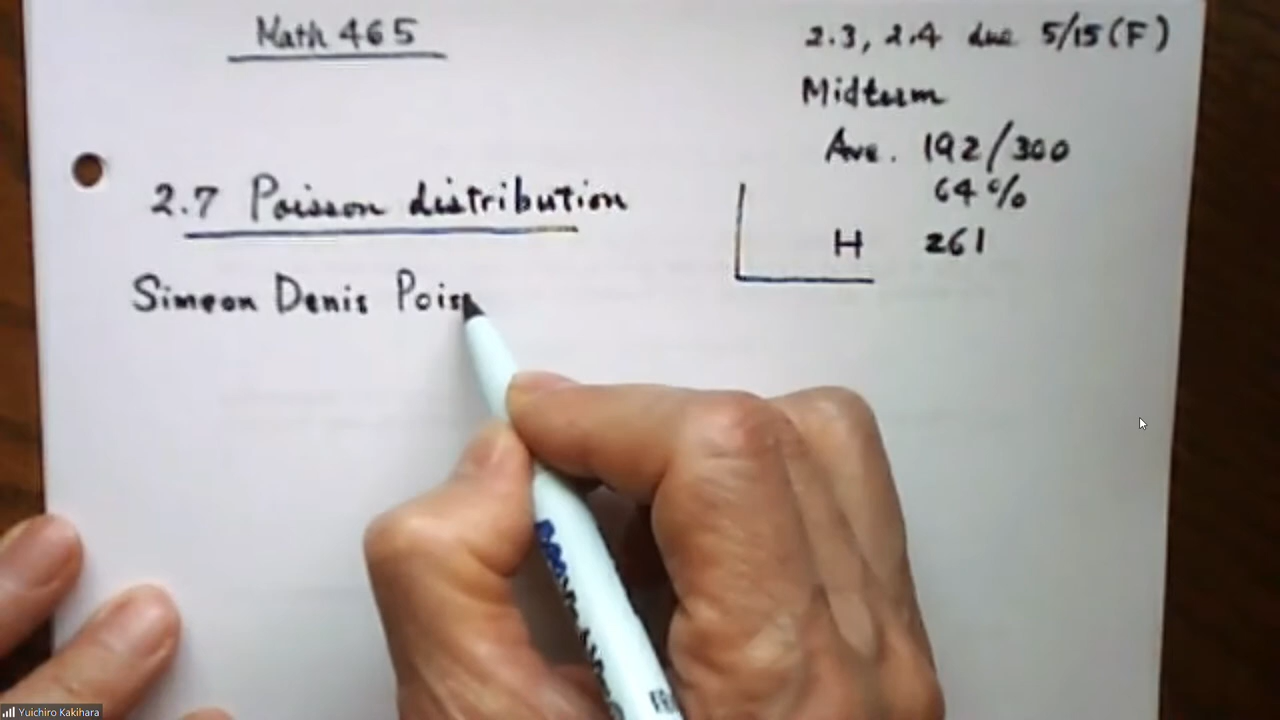 Math 465
2.3, 2.4 due 5/15 (F)
Midterm
Ave. 192/300
64%
H 261
2.7 Poisson distribution
Simeon Denis Pois
Yuichiro Kakihara